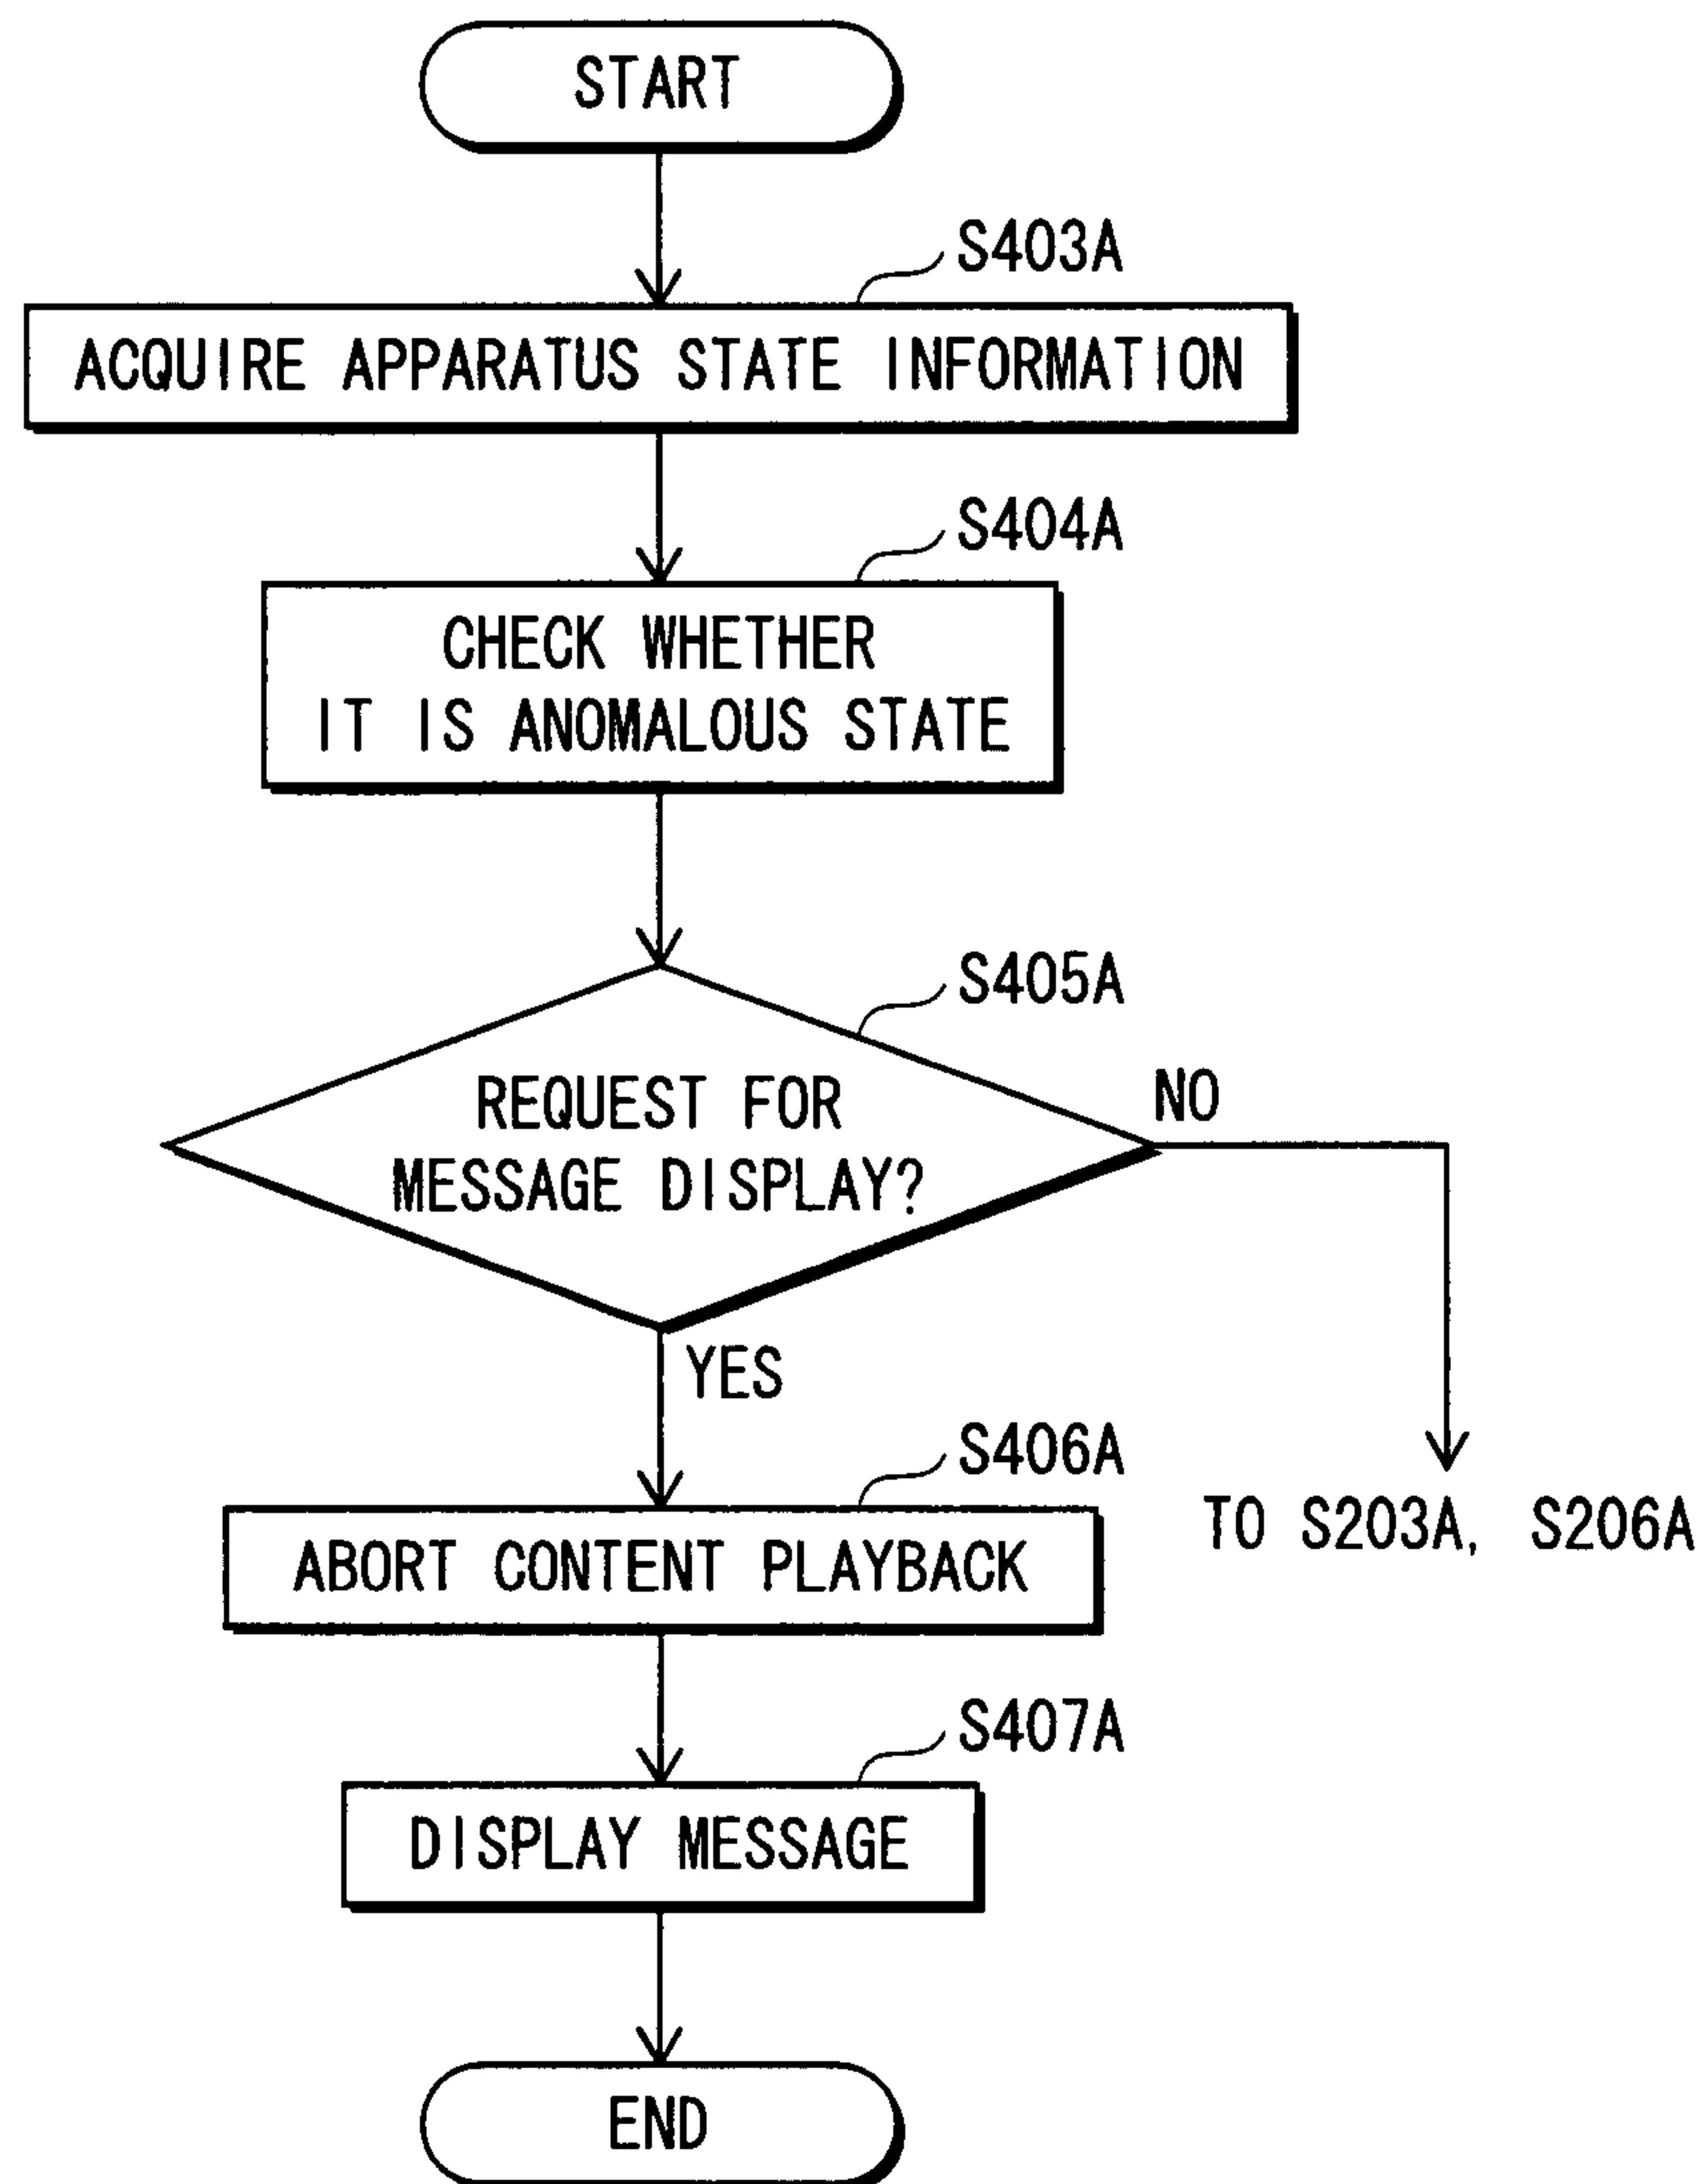 START
S403A
ACQUIRE APPARATUS STATE INFORMATION
S404A
CHECK WHETHER
IT IS ANOMALOUS STATE
S405A
REQUEST FOR
MESSAGE DISPLAY?
NO
YES
S406A
TO S203A, S206A
ABORT CONTENT PLAYBACK
S407A
DISPLAY MESSAGE
END